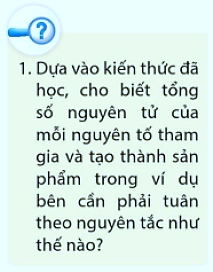 1. Dựa vào kiến thức đã
học, cho biết tổng
số nguyên tử của
mỗi nguyên tố tham
gia và tạo thành sản
phẩm trong ví dụ
bên cần phải tuân
theo nguyên tắc như
thế nào?